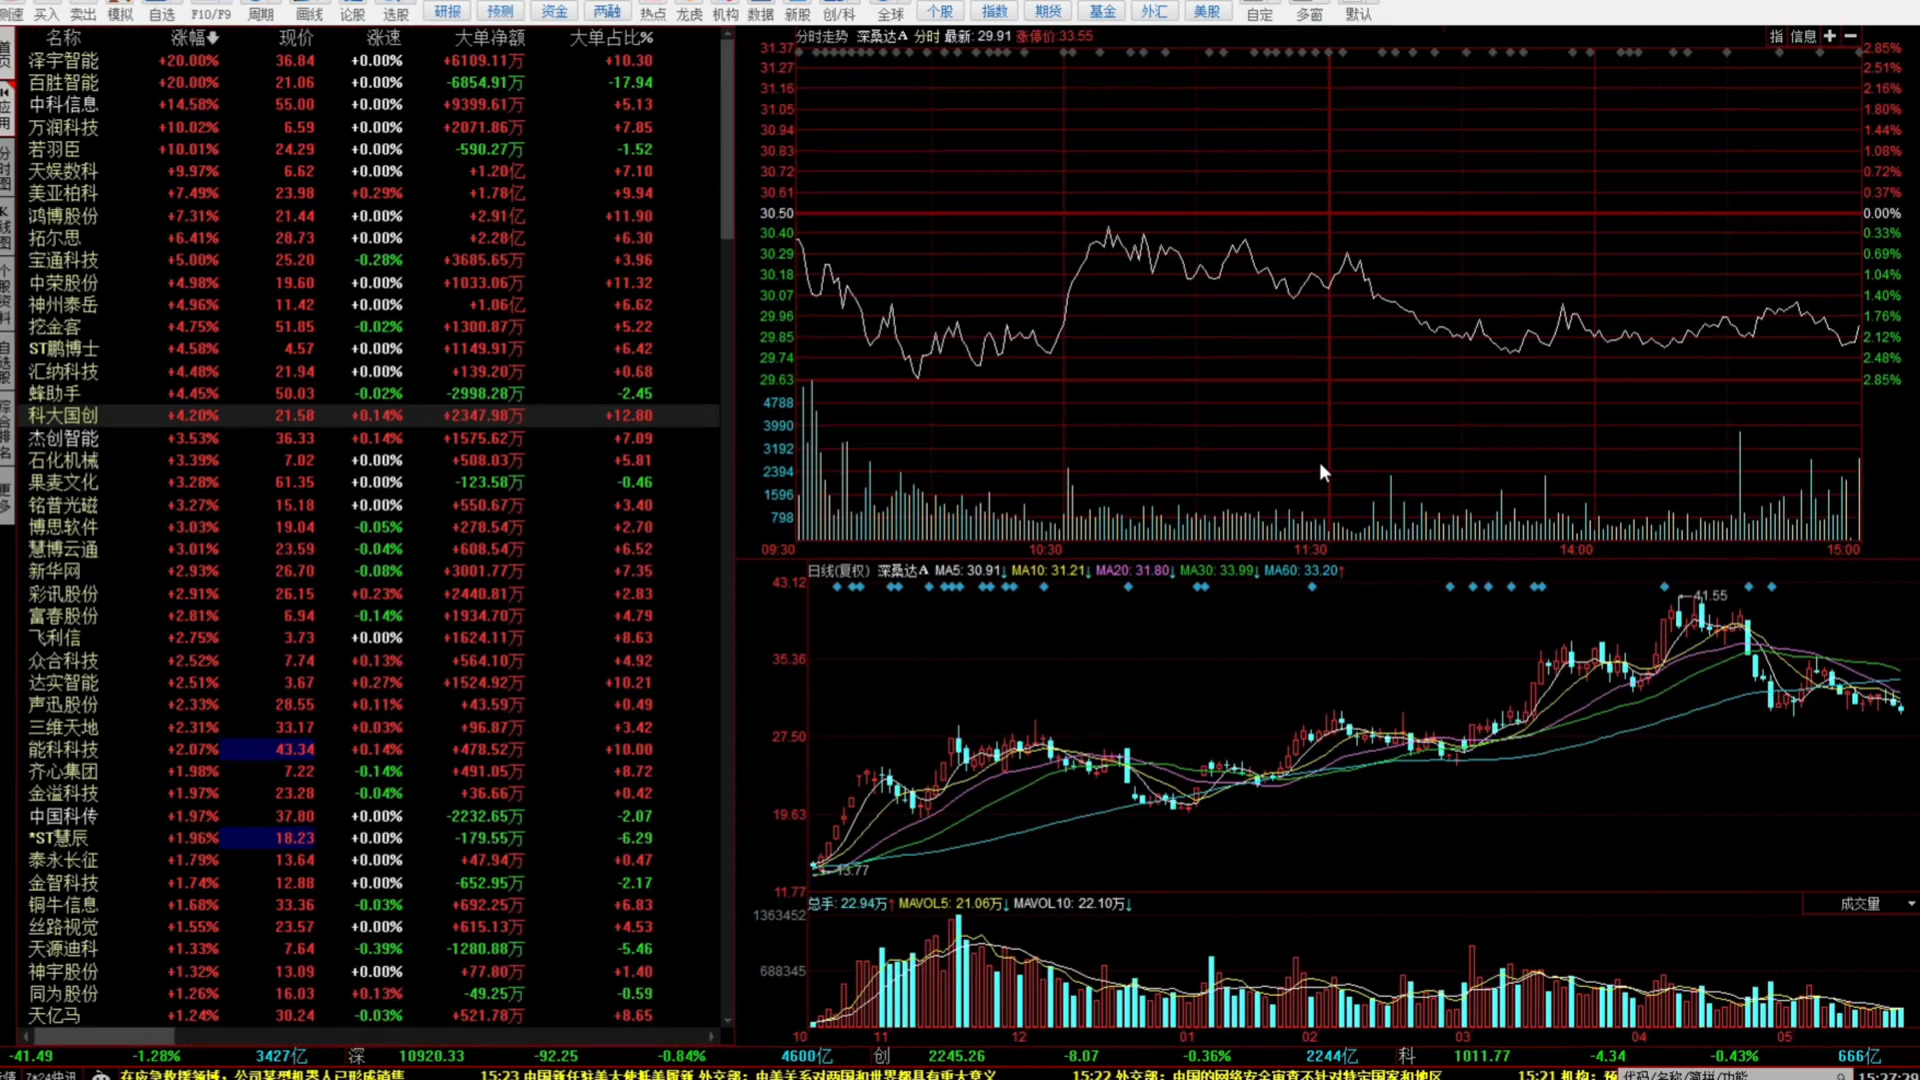 测速 买入 卖出 模拟 自选 F10/F9 周期 画线 论股 选股 研报 预测 资金 两融 热点 龙虎 机构 数据 新股 创/科 全球 个股 指数 期货 基金 外汇 美股 自定 多窗 默认
首页
应用
分时图
K线图
个股资料
自选股
综合排名
更多
名称 涨幅 现价 涨速 大单净额 大单占比%
泽宇智能 +20.00% 36.84 +0.00% +6109.11万 +10.30
百胜智能 +20.00% 21.06 +0.00% -6854.91万 -17.94
中科信息 +14.58% 55.00 +0.00% +9399.61万 +5.13
万润科技 +10.02% 6.59 +0.00% +2071.86万 +7.85
若羽臣 +10.01% 24.29 +0.00% -590.27万 -1.52
天娱数科 +9.97% 6.62 +0.00% +1.20亿 +7.10
美亚柏科 +7.49% 23.98 +0.29% +1.78亿 +9.94
鸿博股份 +7.31% 21.44 +0.00% +2.91亿 +11.90
拓尔思 +6.41% 28.73 +0.00% +2.28亿 +6.30
宝通科技 +5.00% 25.20 -0.28% +3685.65万 +3.96
中荣股份 +4.98% 19.60 +0.00% +1033.06万 +11.32
神州泰岳 +4.96% 11.42 +0.00% +1.06亿 +6.62
挖金客 +4.75% 51.85 -0.02% +1300.87万 +5.22
ST鹏博士 +4.58% 4.57 +0.00% +1149.91万 +6.42
汇纳科技 +4.48% 21.94 +0.00% +139.20万 +0.68
蜂助手 +4.45% 50.03 -0.02% -2998.28万 -2.45
科大国创 +4.20% 21.58 +0.14% +2347.98万 +12.80
杰创智能 +3.53% 36.33 +0.14% +1575.62万 +7.09
石化机械 +3.39% 7.02 +0.00% +508.03万 +5.81
果麦文化 +3.28% 61.35 +0.00% -123.58万 -0.46
铭普光磁 +3.27% 15.18 +0.00% +550.67万 +3.40
博思软件 +3.03% 19.04 -0.05% +278.54万 +2.70
慧博云通 +3.01% 23.59 -0.04% +608.54万 +6.52
新华网 +2.93% 26.70 -0.08% +3001.77万 +7.35
彩讯股份 +2.91% 26.15 +0.23% +2440.81万 +2.83
富春股份 +2.81% 6.94 -0.14% +1934.70万 +4.79
飞利信 +2.75% 3.73 +0.00% +1624.11万 +8.63
众合科技 +2.52% 7.74 +0.13% +564.10万 +4.92
达实智能 +2.51% 3.67 +0.27% +1524.92万 +10.21
声迅股份 +2.33% 28.55 +0.11% +43.59万 +0.49
三维天地 +2.31% 33.17 +0.03% +96.87万 +3.42
能科科技 +2.07% 43.34 +0.14% +478.52万 +10.00
齐心集团 +1.98% 7.22 -0.14% +491.05万 +8.72
金溢科技 +1.97% 23.28 -0.04% +36.66万 +0.42
中国科传 +1.97% 37.80 +0.00% -2232.65万 -2.07
*ST慧辰 +1.96% 18.23 +0.00% -179.55万 -6.29
泰永长征 +1.79% 13.64 +0.00% +47.94万 +0.47
金智科技 +1.74% 12.88 +0.00% -652.95万 -2.17
铜牛信息 +1.68% 33.36 -0.03% +692.25万 +6.83
丝路视觉 +1.55% 23.57 +0.00% +615.13万 +4.53
天源迪科 +1.33% 7.64 -0.39% -1280.88万 -5.46
神宇股份 +1.32% 13.09 +0.00% +77.80万 +1.40
同为股份 +1.26% 16.03 +0.13% -49.25万 -0.59
天亿马 +1.24% 30.24 -0.03% +521.78万 +8.65
分时走势 深桑达A 分时 最新: 29.91 涨停价:33.55 指 信息
31.37 2.85%
31.27 2.51%
31.16 2.16%
31.05 1.80%
30.94 1.44%
30.83 1.08%
30.72 0.72%
30.61 0.37%
30.50 0.00%
30.40 0.33%
30.29 0.69%
30.18 1.04%
30.07 1.40%
29.96 1.76%
29.85 2.12%
29.74 2.48%
29.63 2.85%
4788
3990
3192
2394
1596
798
09:30 10:30 11:30 14:00 15:00
日线(复权) 深桑达A MA5: 30.91↓ MA10: 31.21↓ MA20: 31.80↓ MA30: 33.99↓ MA60: 33.20↑
43.12
41.55
35.36
27.50
19.63
13.77
11.77
总手: 22.94万↑ MAVOL5: 21.06万↓ MAVOL10: 22.10万↓ 成交量
1363452
688345
10 11 12 01 02 03 04 05
-41.49 -1.28% 3427亿 深 10920.33 -92.25 -0.84% 4600亿 创 2245.26 -8.07 -0.36% 2244亿 科 1011.77 -4.34 -0.43% 666亿
7*24快讯 在应急救援领域，公司某型机器人已形成销售 15:23 中国新任驻美大使抵美履新 外交部：中美关系对两国和世界都具有重大意义 15:22 外交部：中国的网络安全审查不针对特定国家和地区 15:21 机构：预 代码/名称/简拼/功能 15:27:29